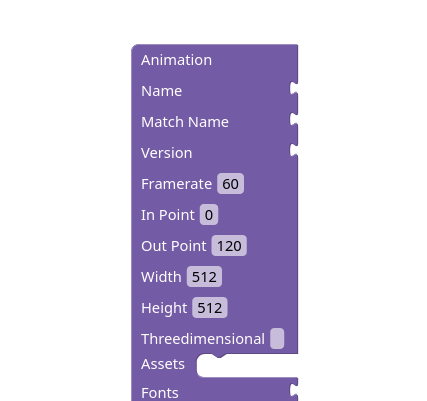 Animation
Name
Match Name
Version
Framerate 60
In Point 0
Out Point 120
Width 512
Height 512
Threedimensional
Assets
Fonts